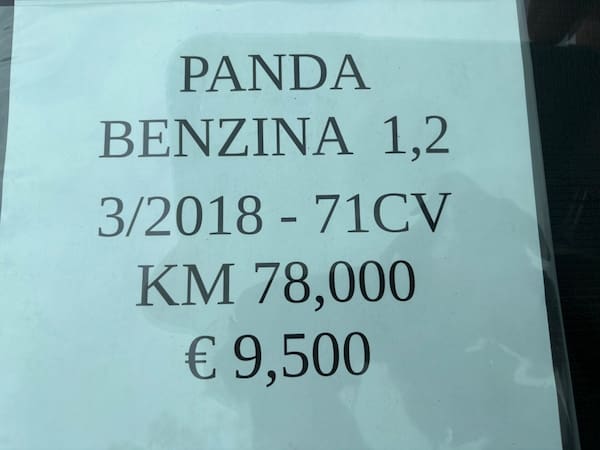 PANDA
BENZINA 1,2
3/2018 - 71CV
KM 78,000
€ 9,500